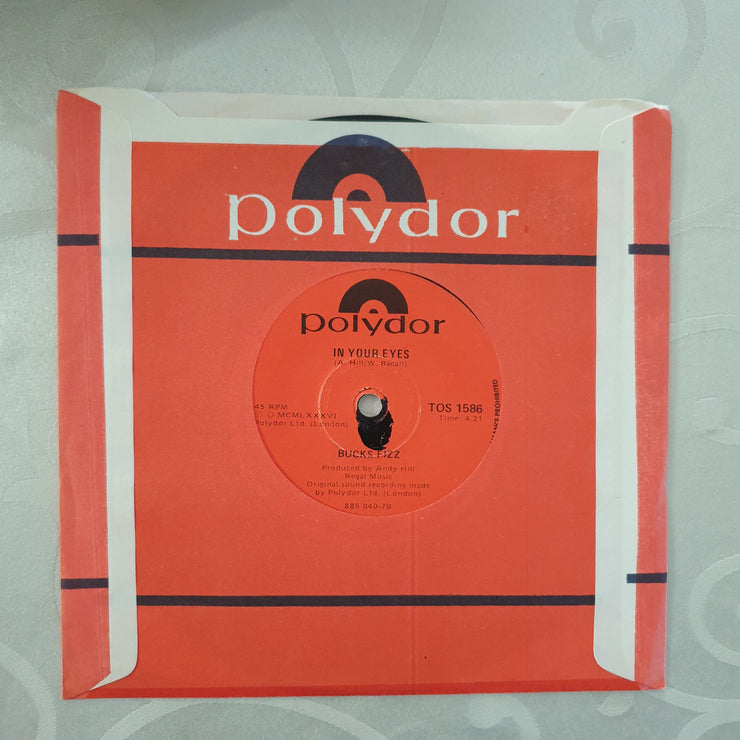 polydor
polydor
IN YOUR EYES
(A. Hill/W. Bacall)
45 RPM
Ⓟ © MCMLXXXVI
Polydor Ltd. (London)
TOS 1586
Time: 4.21
PROHIBITED
BUCKS FIZZ
Produced by Andy Hill
Regal Music
Original sound recording made
by Polydor Ltd. (London)
885 040-7B